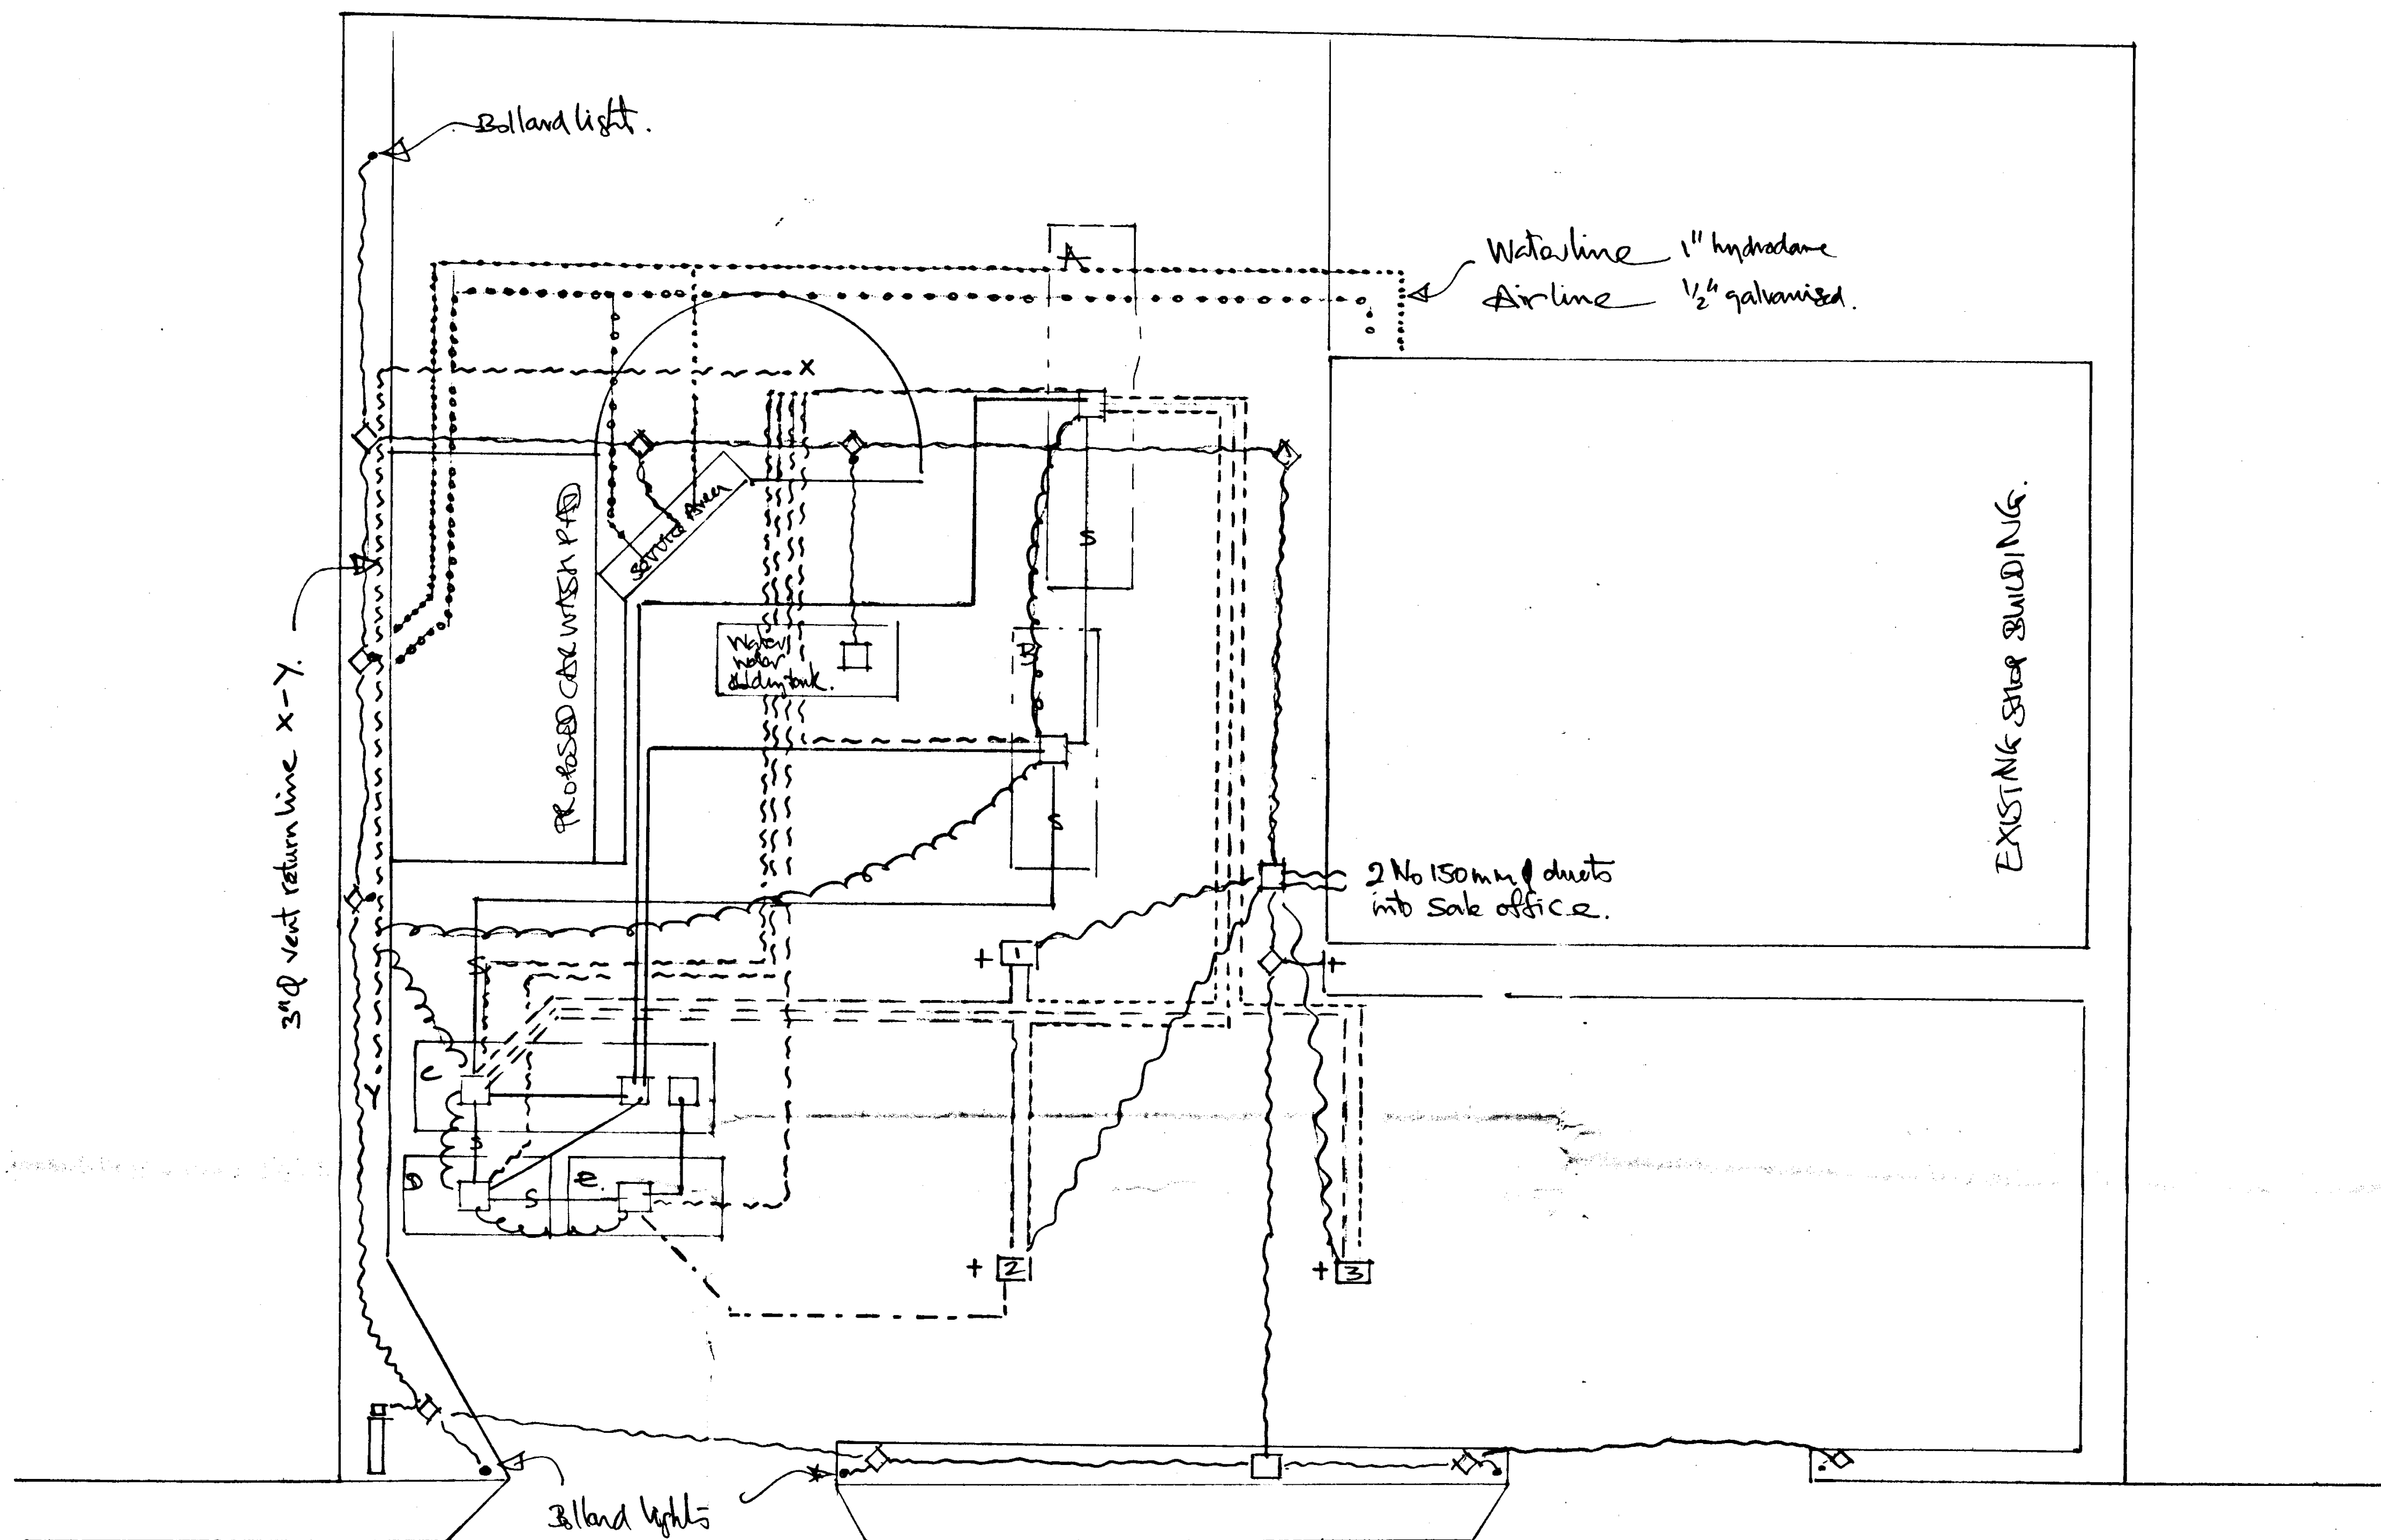 Bollard light.
Waterline 1" hydrodare
Airline 1/2" galvanised.
A
X
S
PROPOSED CAR WASH PAD
Service Area
Water
Water
Holding tank.
B
S
3"Ø vent return line X-Y.
EXISTING SHOP BUILDING.
2 No 150mm Ø ducts
into Sale office.
+ 1
+
S
C
Y
S
D
S
E.
+ 2
+ 3
Bollard lights